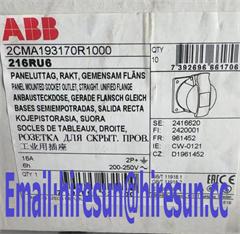 ABB
2CMA193170R1000
216RU6
QTY
10
7392696661706
PANELUTTAG, RAKT, GEMENSAM FLÄNS
PANEL MOUNTED SOCKET OUTLET, STRAIGHT, UNIFIED FLANGE
ANBAUSTECKDOSE, GERADE FLANSCH GLEICH
BASES SEMIEMPOTRADAS, SALIDA RECTA
KOJEPISTORASIA, SUORA
SOCLES DE TABLEAUX, DROITE
РОЗЕТКА ДЛЯ СКРЫТ. ПРОВ.
工业用插座
SE: 2416620
FI: 2420001
FR: 961452
IE: CW-0121
CZ: D1961452
16A
6h
2P+
200-250V~
QTY 1
Email:hiresun@hiresun.cc